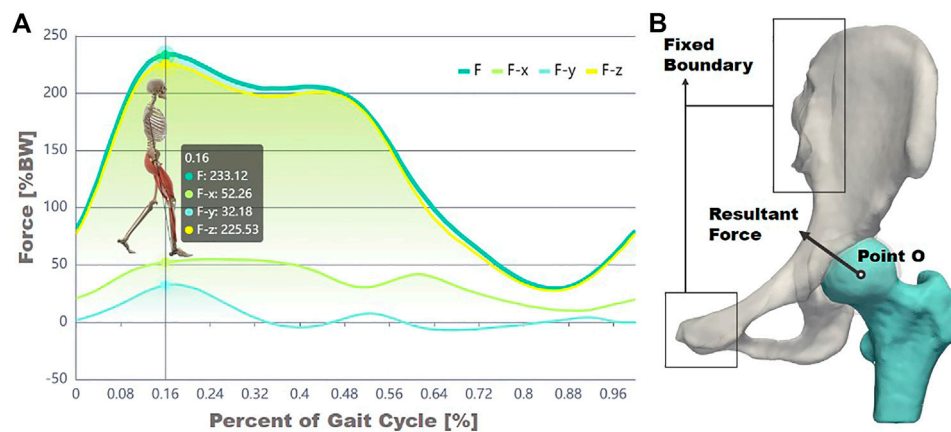 A
250
200
150
100
50
0
-50
Force [%BW]
F F-x F-y F-z
0.16
F: 233.12
F-x: 52.26
F-y: 32.18
F-z: 225.53
0 0.08 0.16 0.24 0.32 0.4 0.48 0.56 0.64 0.72 0.8 0.88 0.96
Percent of Gait Cycle [%]
B
Fixed
Boundary
Resultant
Force
Point O